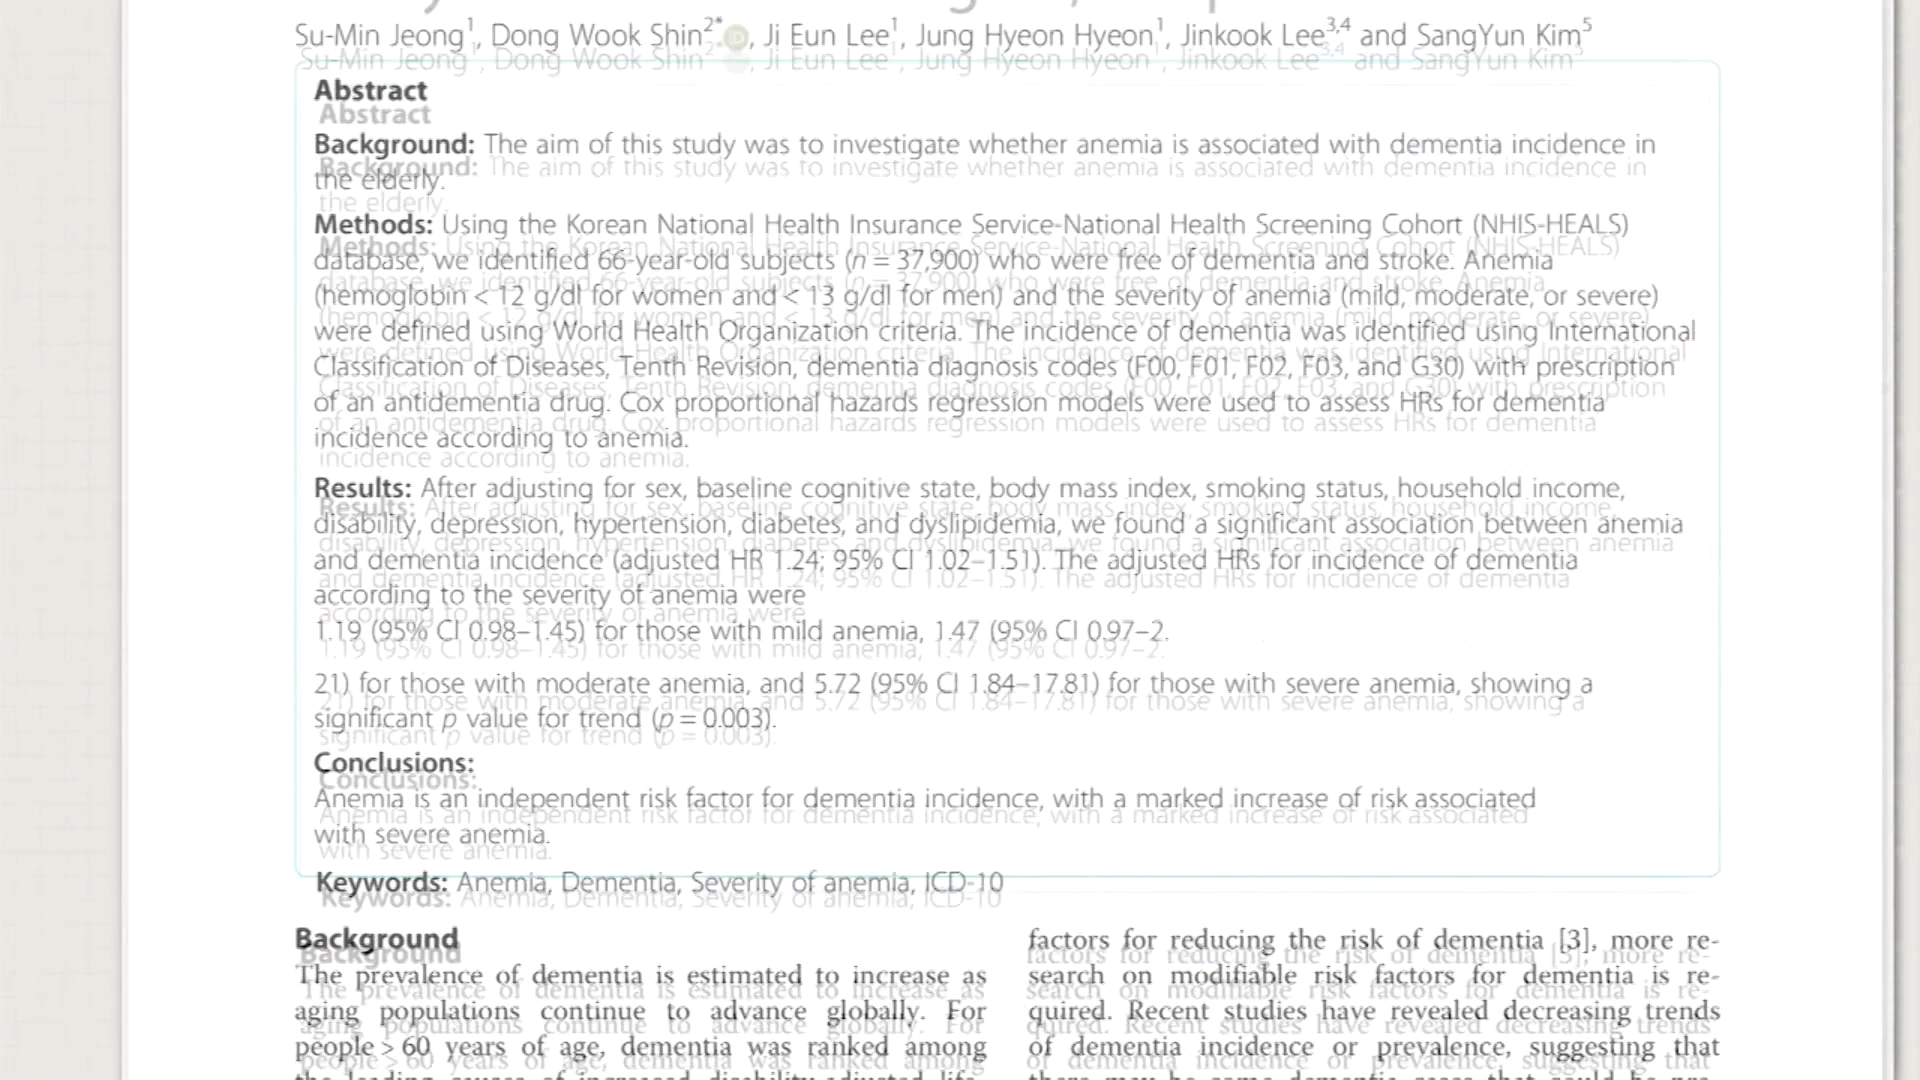 Su-Min Jeong1, Dong Wook Shin2*, Ji Eun Lee1, Jung Hyeon Hyeon1, Jinkook Lee3,4 and SangYun Kim5
Abstract
Background: The aim of this study was to investigate whether anemia is associated with dementia incidence in
the elderly.
Methods: Using the Korean National Health Insurance Service-National Health Screening Cohort (NHIS-HEALS)
database, we identified 66-year-old subjects (n = 37,900) who were free of dementia and stroke. Anemia
(hemoglobin < 12 g/dl for women and < 13 g/dl for men) and the severity of anemia (mild, moderate, or severe)
were defined using World Health Organization criteria. The incidence of dementia was identified using International
Classification of Diseases, Tenth Revision, dementia diagnosis codes (F00, F01, F02, F03, and G30) with prescription
of an antidementia drug. Cox proportional hazards regression models were used to assess HRs for dementia
incidence according to anemia.
Results: After adjusting for sex, baseline cognitive state, body mass index, smoking status, household income,
disability, depression, hypertension, diabetes, and dyslipidemia, we found a significant association between anemia
and dementia incidence (adjusted HR 1.24; 95% CI 1.02–1.51). The adjusted HRs for incidence of dementia
according to the severity of anemia were
1.19 (95% CI 0.98–1.45) for those with mild anemia, 1.47 (95% CI 0.97–2.
21) for those with moderate anemia, and 5.72 (95% CI 1.84–17.81) for those with severe anemia, showing a
significant p value for trend (p = 0.003).
Conclusions:
Anemia is an independent risk factor for dementia incidence, with a marked increase of risk associated
with severe anemia.
Keywords: Anemia, Dementia, Severity of anemia, ICD-10
Background
The prevalence of dementia is estimated to increase as
aging populations continue to advance globally. For
people > 60 years of age, dementia was ranked among
factors for reducing the risk of dementia [3], more re-
search on modifiable risk factors for dementia is re-
quired. Recent studies have revealed decreasing trends
of dementia incidence or prevalence, suggesting that